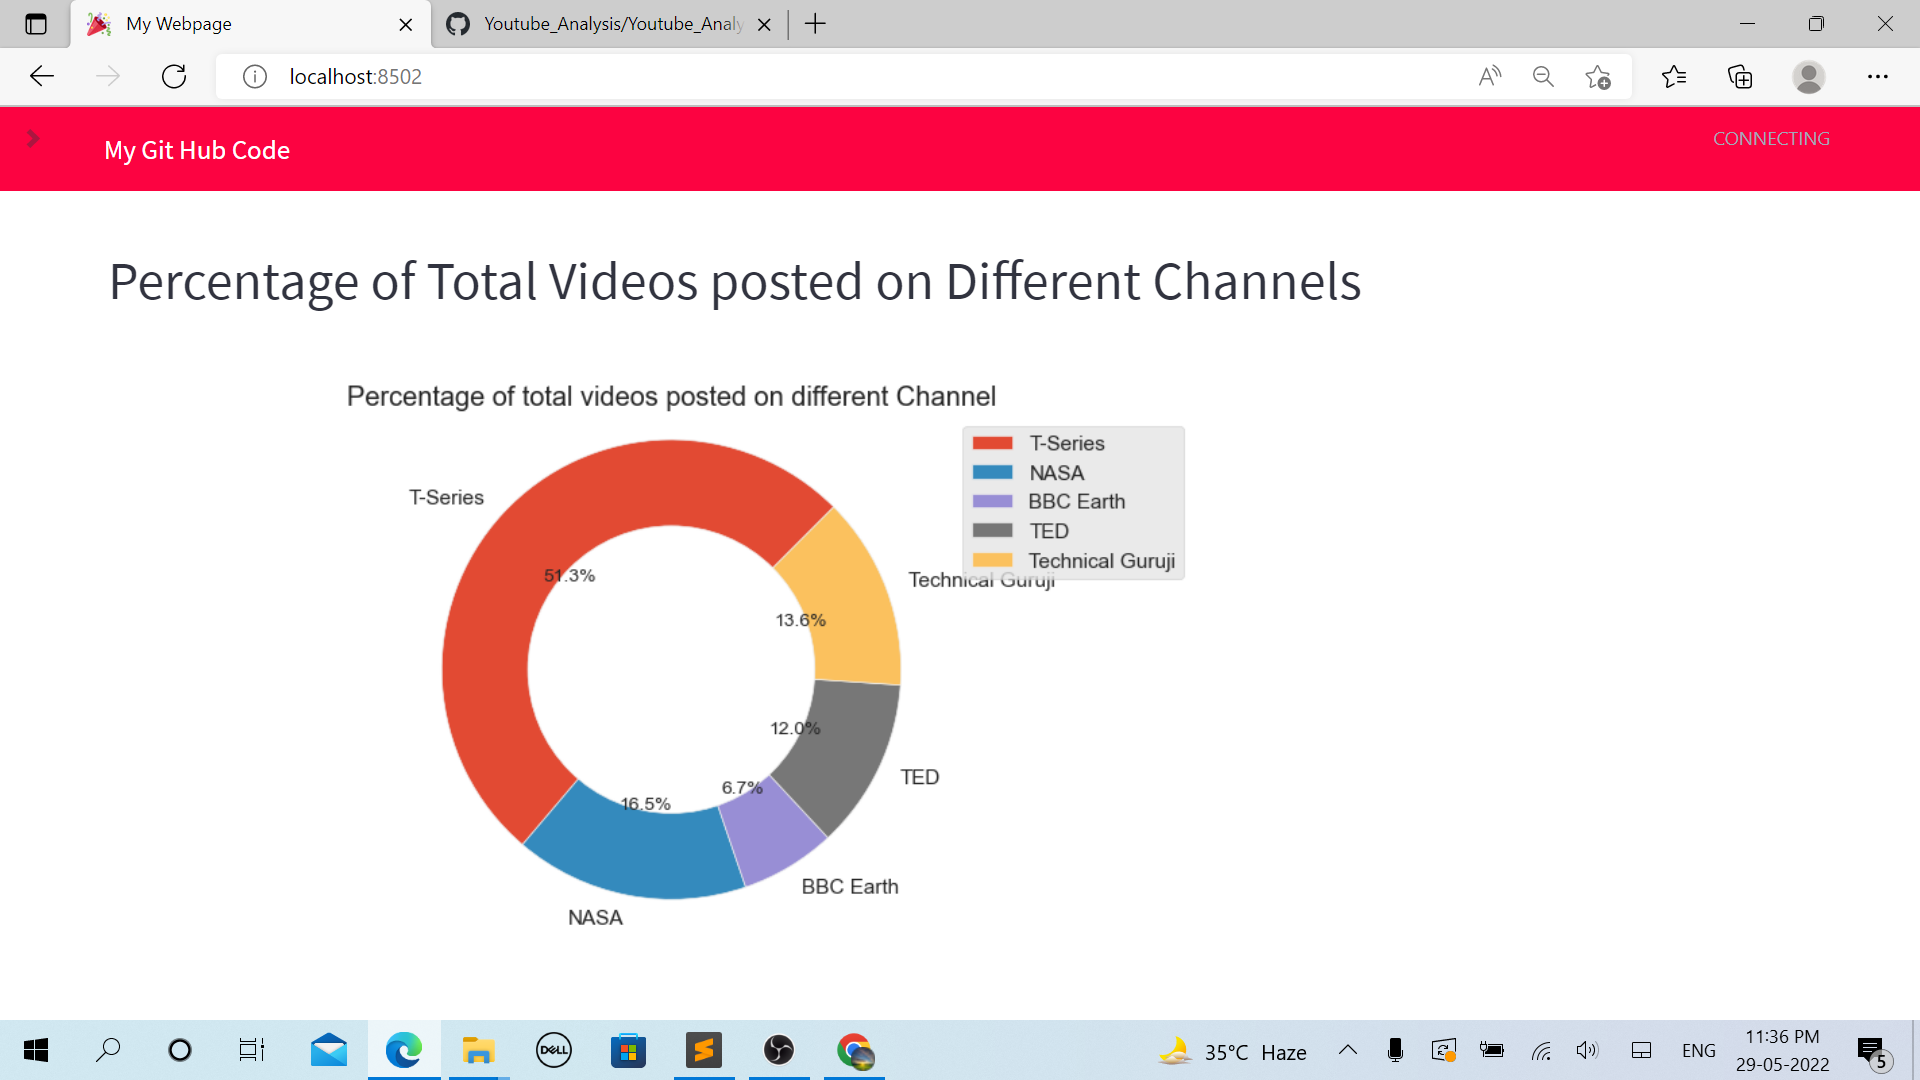 My Webpage
Youtube_Analysis/Youtube_Analy
localhost:8502
My Git Hub Code
CONNECTING
Percentage of Total Videos posted on Different Channels
Percentage of total videos posted on different Channel
T-Series
NASA
BBC Earth
TED
Technical Guruji
T-Series
Technical Guruji
51.3%
13.6%
12.0%
6.7%
16.5%
TED
BBC Earth
NASA
DELL
35°C Haze
ENG
11:36 PM
29-05-2022
5